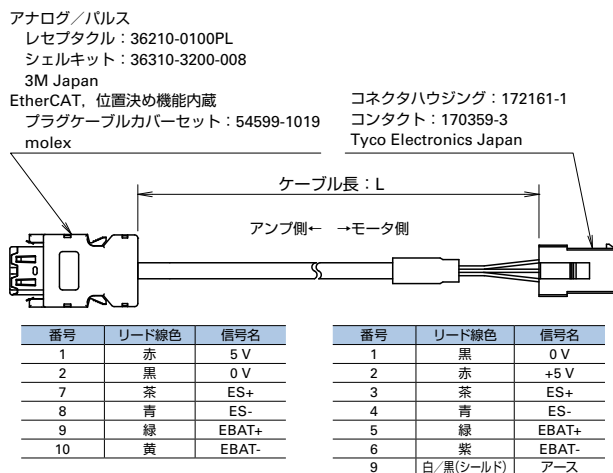 アナログ／パルス
レセプタクル：36210-0100PL
シェルキット：36310-3200-008
3M Japan
EtherCAT，位置決め機能内蔵
プラグケーブルカバーセット：54599-1019
molex
コネクタハウジング：172161-1
コンタクト：170359-3
Tyco Electronics Japan
ケーブル長：L
アンプ側← →モータ側
番号 リード線色 信号名
1 赤 5 V
2 黒 0 V
7 茶 ES+
8 青 ES-
9 緑 EBAT+
10 黄 EBAT-
番号 リード線色 信号名
1 黒 0 V
2 赤 +5 V
3 茶 ES+
4 青 ES-
5 緑 EBAT+
6 紫 EBAT-
9 白／黒(シールド) アース